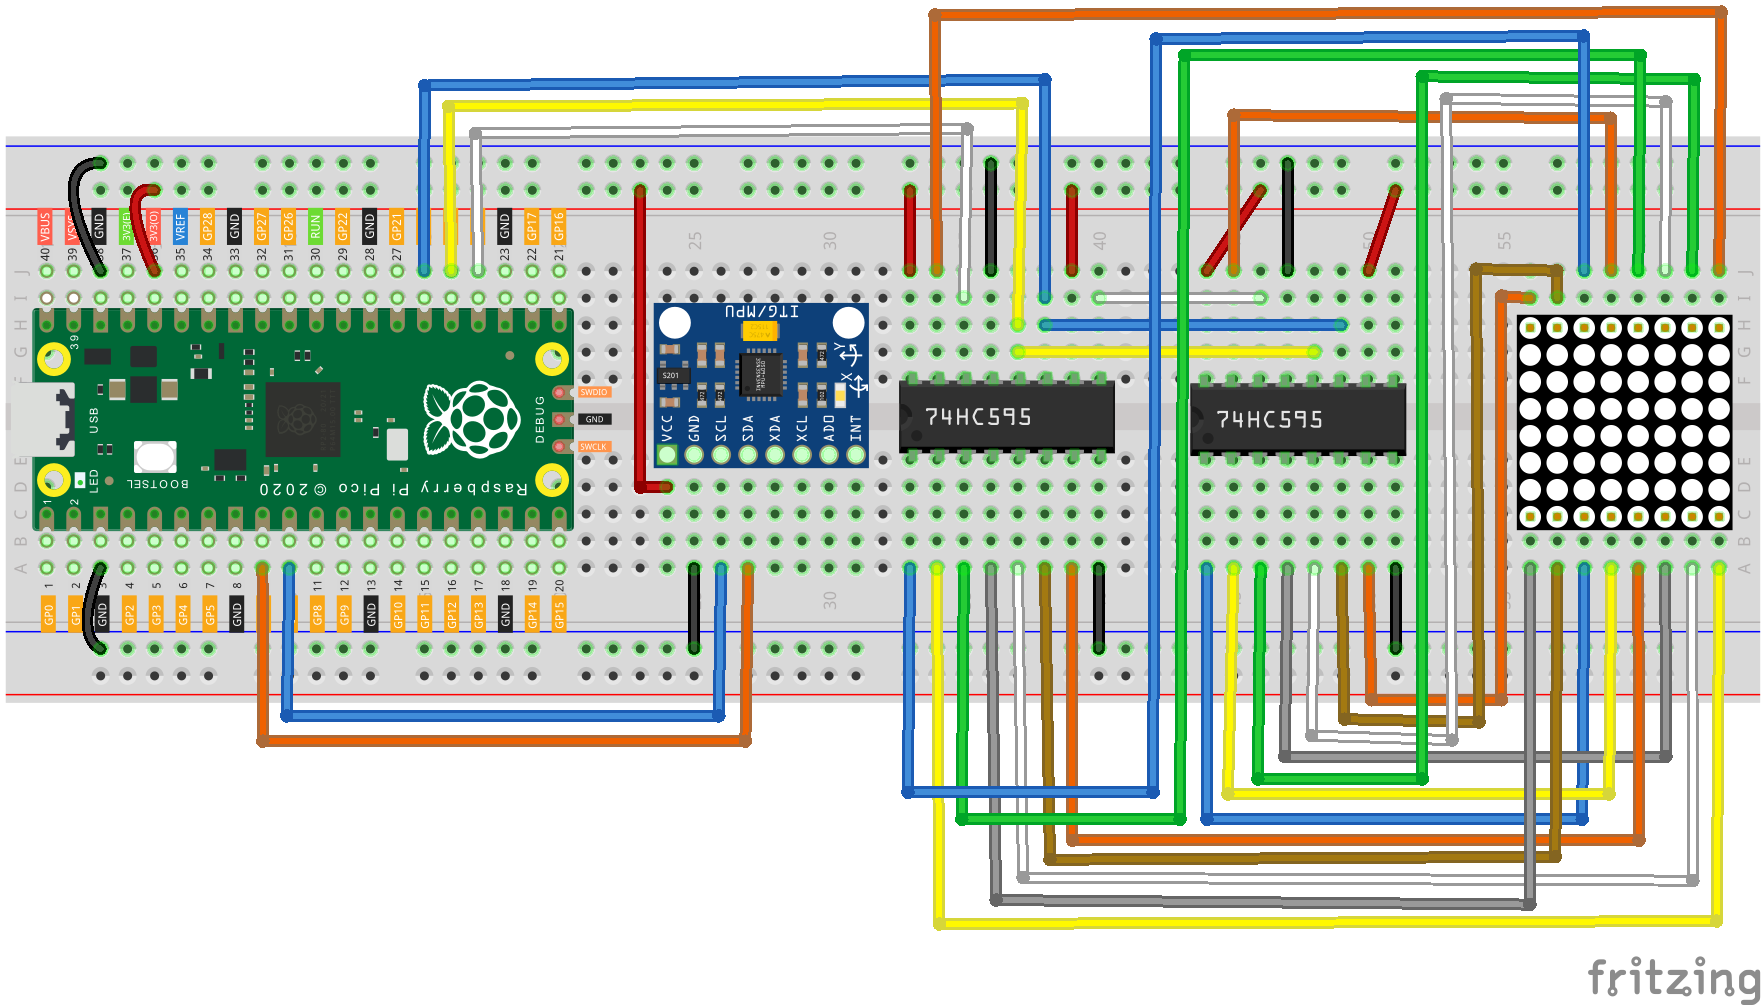 VBUS
VSYS
GND
3V3(E)
3V3(O)
VREF
GP28
GND
GP27
GP26
RUN
GP22
GND
GP21
GND
GP17
GP16
40
39
37
35
34
33
32
31
30
29
28
27
23
22
21
25
30
40
50
55
J
I
H
G
F
E
D
C
B
A
J
I
H
G
F
E
D
C
B
A
39
USB
1
2
LED
BOOTSEL
Raspberry Pi Pico © 2020
DEBUG
SWDIO
GND
SWCLK
ITG/MPU
S201
472
472
472
102
Y
X
VCC
GND
SCL
SDA
XDA
XCL
ADO
INT
74HC595
74HC595
1
2
3
4
5
6
7
8
11
12
13
14
15
16
17
18
19
20
GP0
GP1
GND
GP2
GP3
GP4
GP5
GND
GP8
GP9
GND
GP10
GP11
GP12
GP13
GND
GP14
GP15
30
fritzing